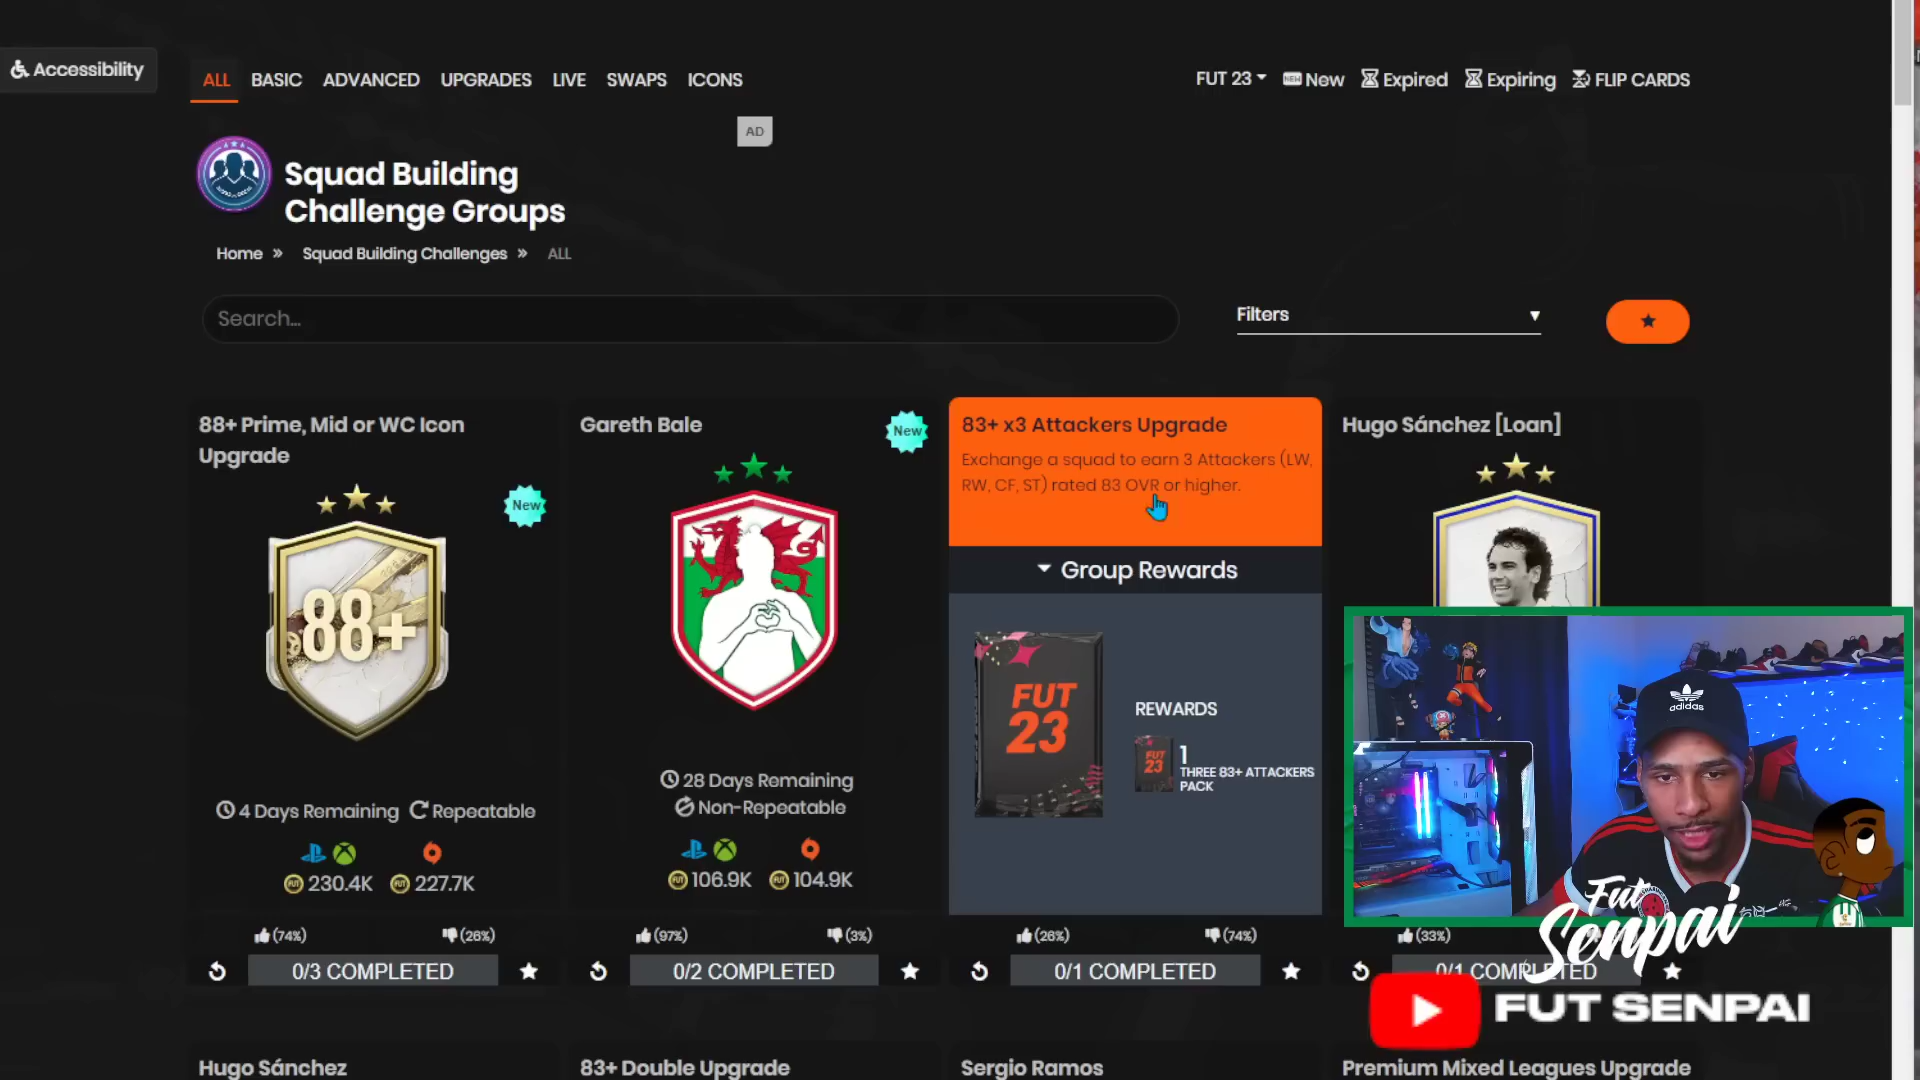 Accessibility
ALL BASIC ADVANCED UPGRADES LIVE SWAPS ICONS
FUT 23 NEW New Expired Expiring FLIP CARDS
AD
Squad Building
Challenge Groups
Home » Squad Building Challenges » ALL
Search...
Filters
88+ Prime, Mid or WC Icon
Upgrade
New
88+
4 Days Remaining Repeatable
230.4K 227.7K
(74%) (26%)
0/3 COMPLETED
Gareth Bale
New
28 Days Remaining
Non-Repeatable
106.9K 104.9K
(97%) (3%)
0/2 COMPLETED
83+ x3 Attackers Upgrade
Exchange a squad to earn 3 Attackers (LW,
RW, CF, ST) rated 83 OVR or higher.
Group Rewards
FUT
23
REWARDS
FUT
23
1
THREE 83+ ATTACKERS
PACK
(26%) (74%)
0/1 COMPLETED
Hugo Sánchez [Loan]
(33%)
0/1 COMPLETED
adidas
Fut
Senpai
FUT SENPAI
Hugo Sánchez
83+ Double Upgrade
Sergio Ramos
Premium Mixed Leagues Upgrade